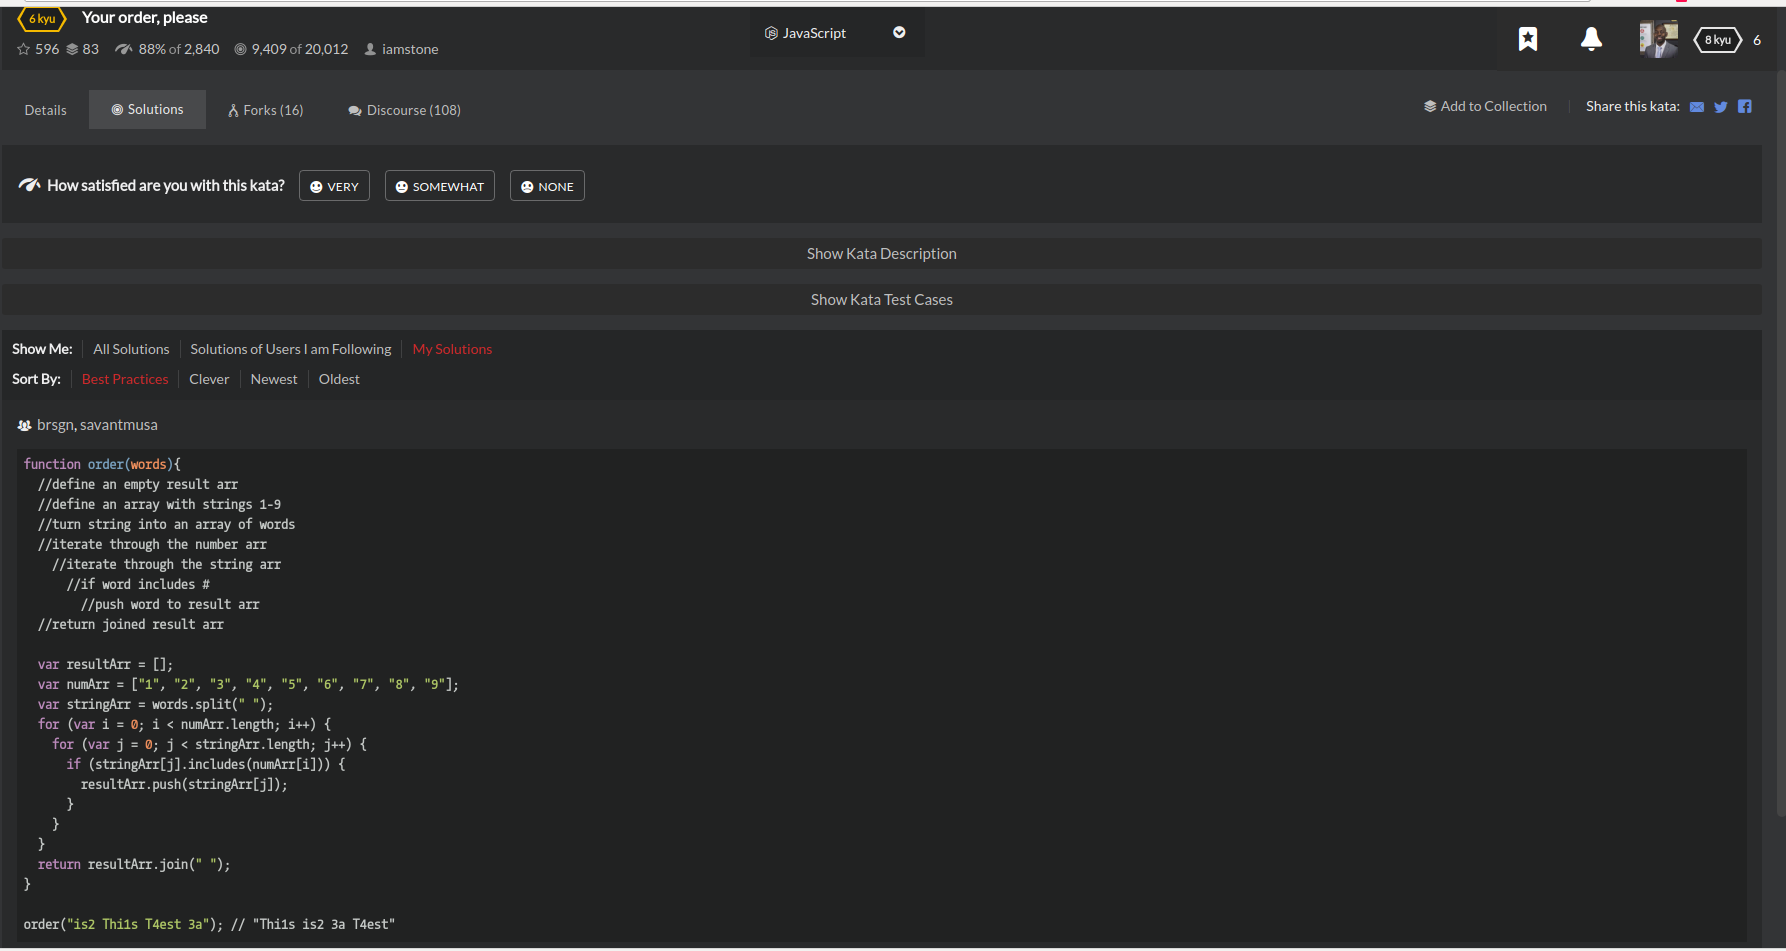 6 kyu Your order, please
596 83 88% of 2,840 9,409 of 20,012 iamstone
JavaScript
8 kyu 6
Details Solutions Forks (16) Discourse (108)
Add to Collection Share this kata:
How satisfied are you with this kata? VERY SOMEWHAT NONE
Show Kata Description
Show Kata Test Cases
Show Me: All Solutions Solutions of Users I am Following My Solutions
Sort By: Best Practices Clever Newest Oldest
brsgn, savantmusa
function order(words){
  //define an empty result arr
  //define an array with strings 1-9
  //turn string into an array of words
  //iterate through the number arr
    //iterate through the string arr
      //if word includes #
        //push word to result arr
  //return joined result arr
  var resultArr = [];
  var numArr = ["1", "2", "3", "4", "5", "6", "7", "8", "9"];
  var stringArr = words.split(" ");
  for (var i = 0; i < numArr.length; i++) {
    for (var j = 0; j < stringArr.length; j++) {
      if (stringArr[j].includes(numArr[i])) {
        resultArr.push(stringArr[j]);
      }
    }
  }
  return resultArr.join(" ");
}
order("is2 Thi1s T4est 3a"); // "Thi1s is2 3a T4est"